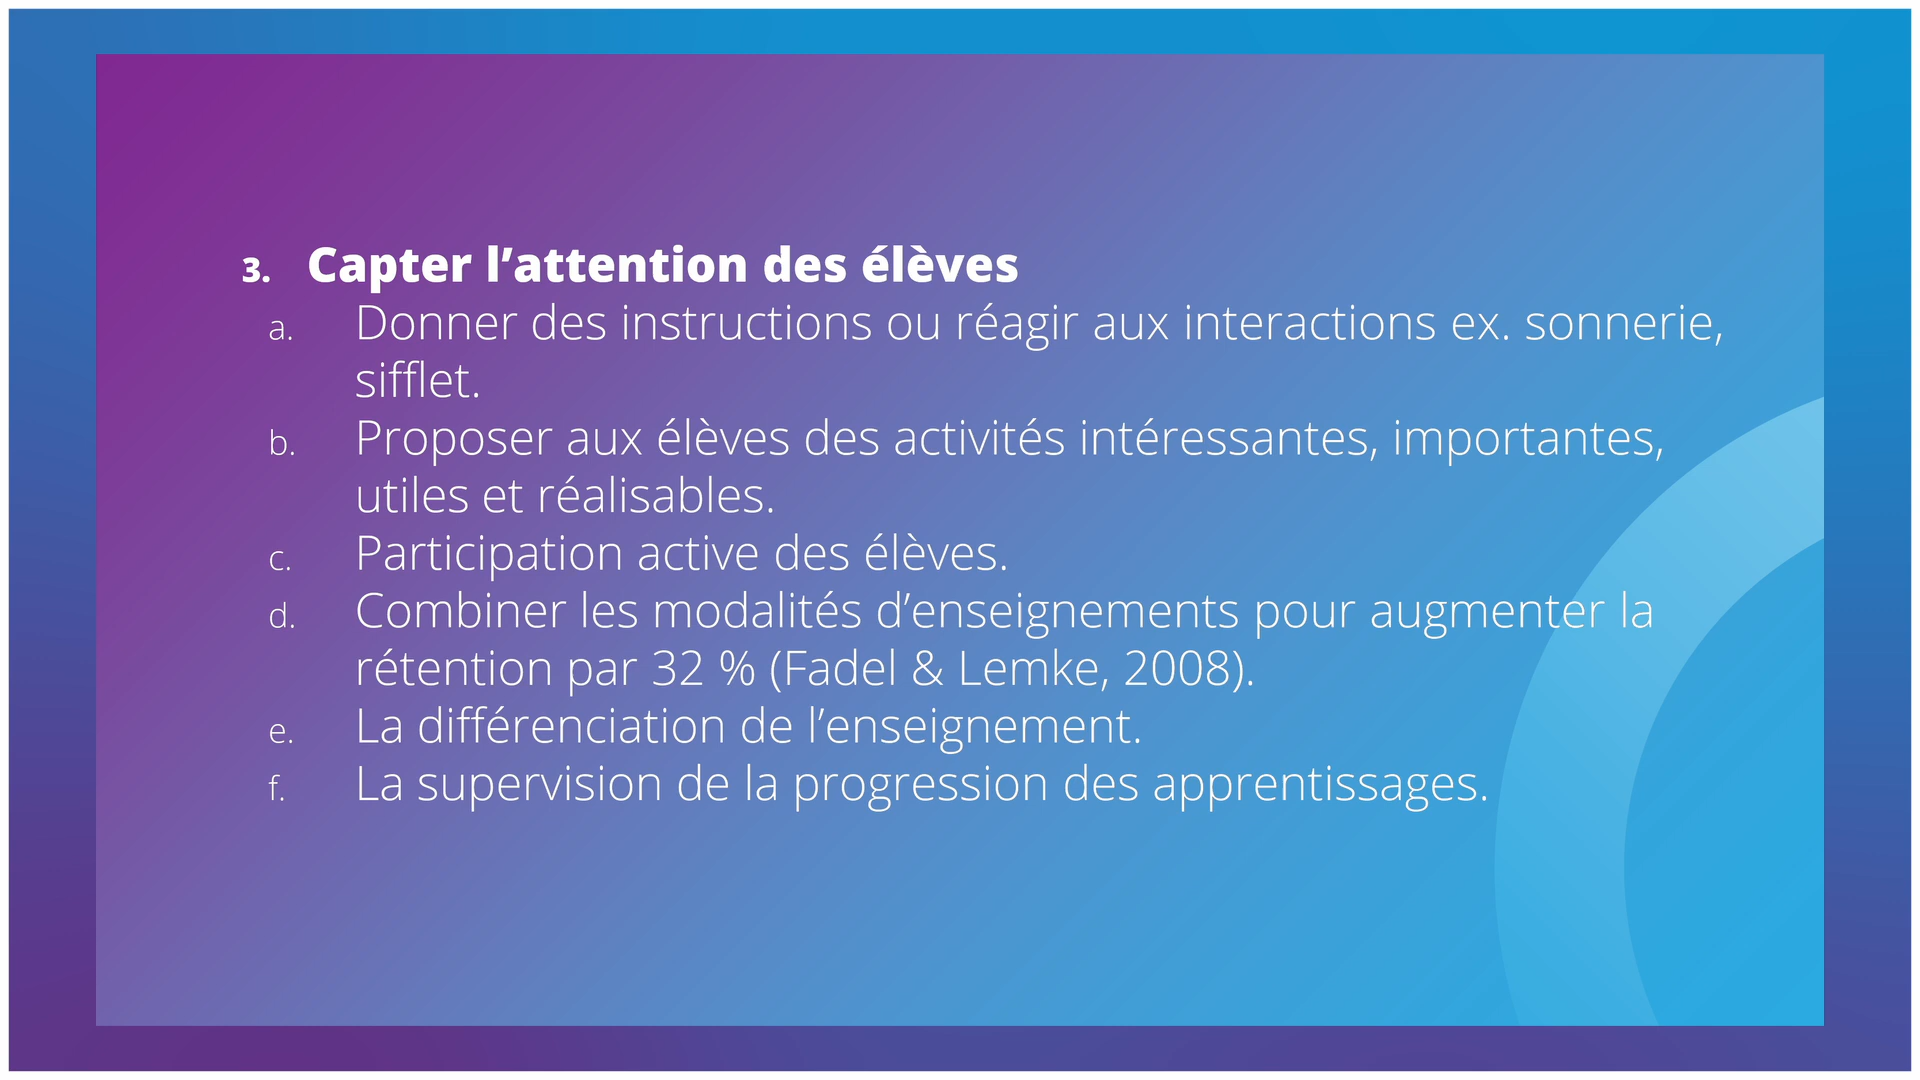 3. Capter l’attention des élèves
a. Donner des instructions ou réagir aux interactions ex. sonnerie,
sifflet.
b. Proposer aux élèves des activités intéressantes, importantes,
utiles et réalisables.
c. Participation active des élèves.
d. Combiner les modalités d’enseignements pour augmenter la
rétention par 32 % (Fadel & Lemke, 2008).
e. La différenciation de l’enseignement.
f. La supervision de la progression des apprentissages.